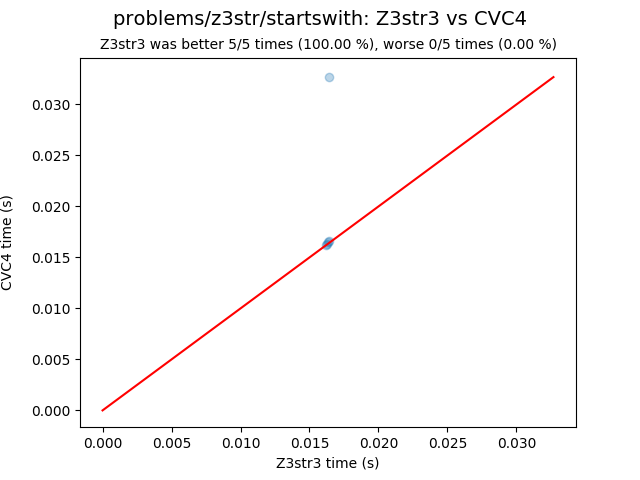 problems/z3str/startswith: Z3str3 vs CVC4
Z3str3 was better 5/5 times (100.00 %), worse 0/5 times (0.00 %)
CVC4 time (s)
0.030
0.025
0.020
0.015
0.010
0.005
0.000
0.000 0.005 0.010 0.015 0.020 0.025 0.030
Z3str3 time (s)